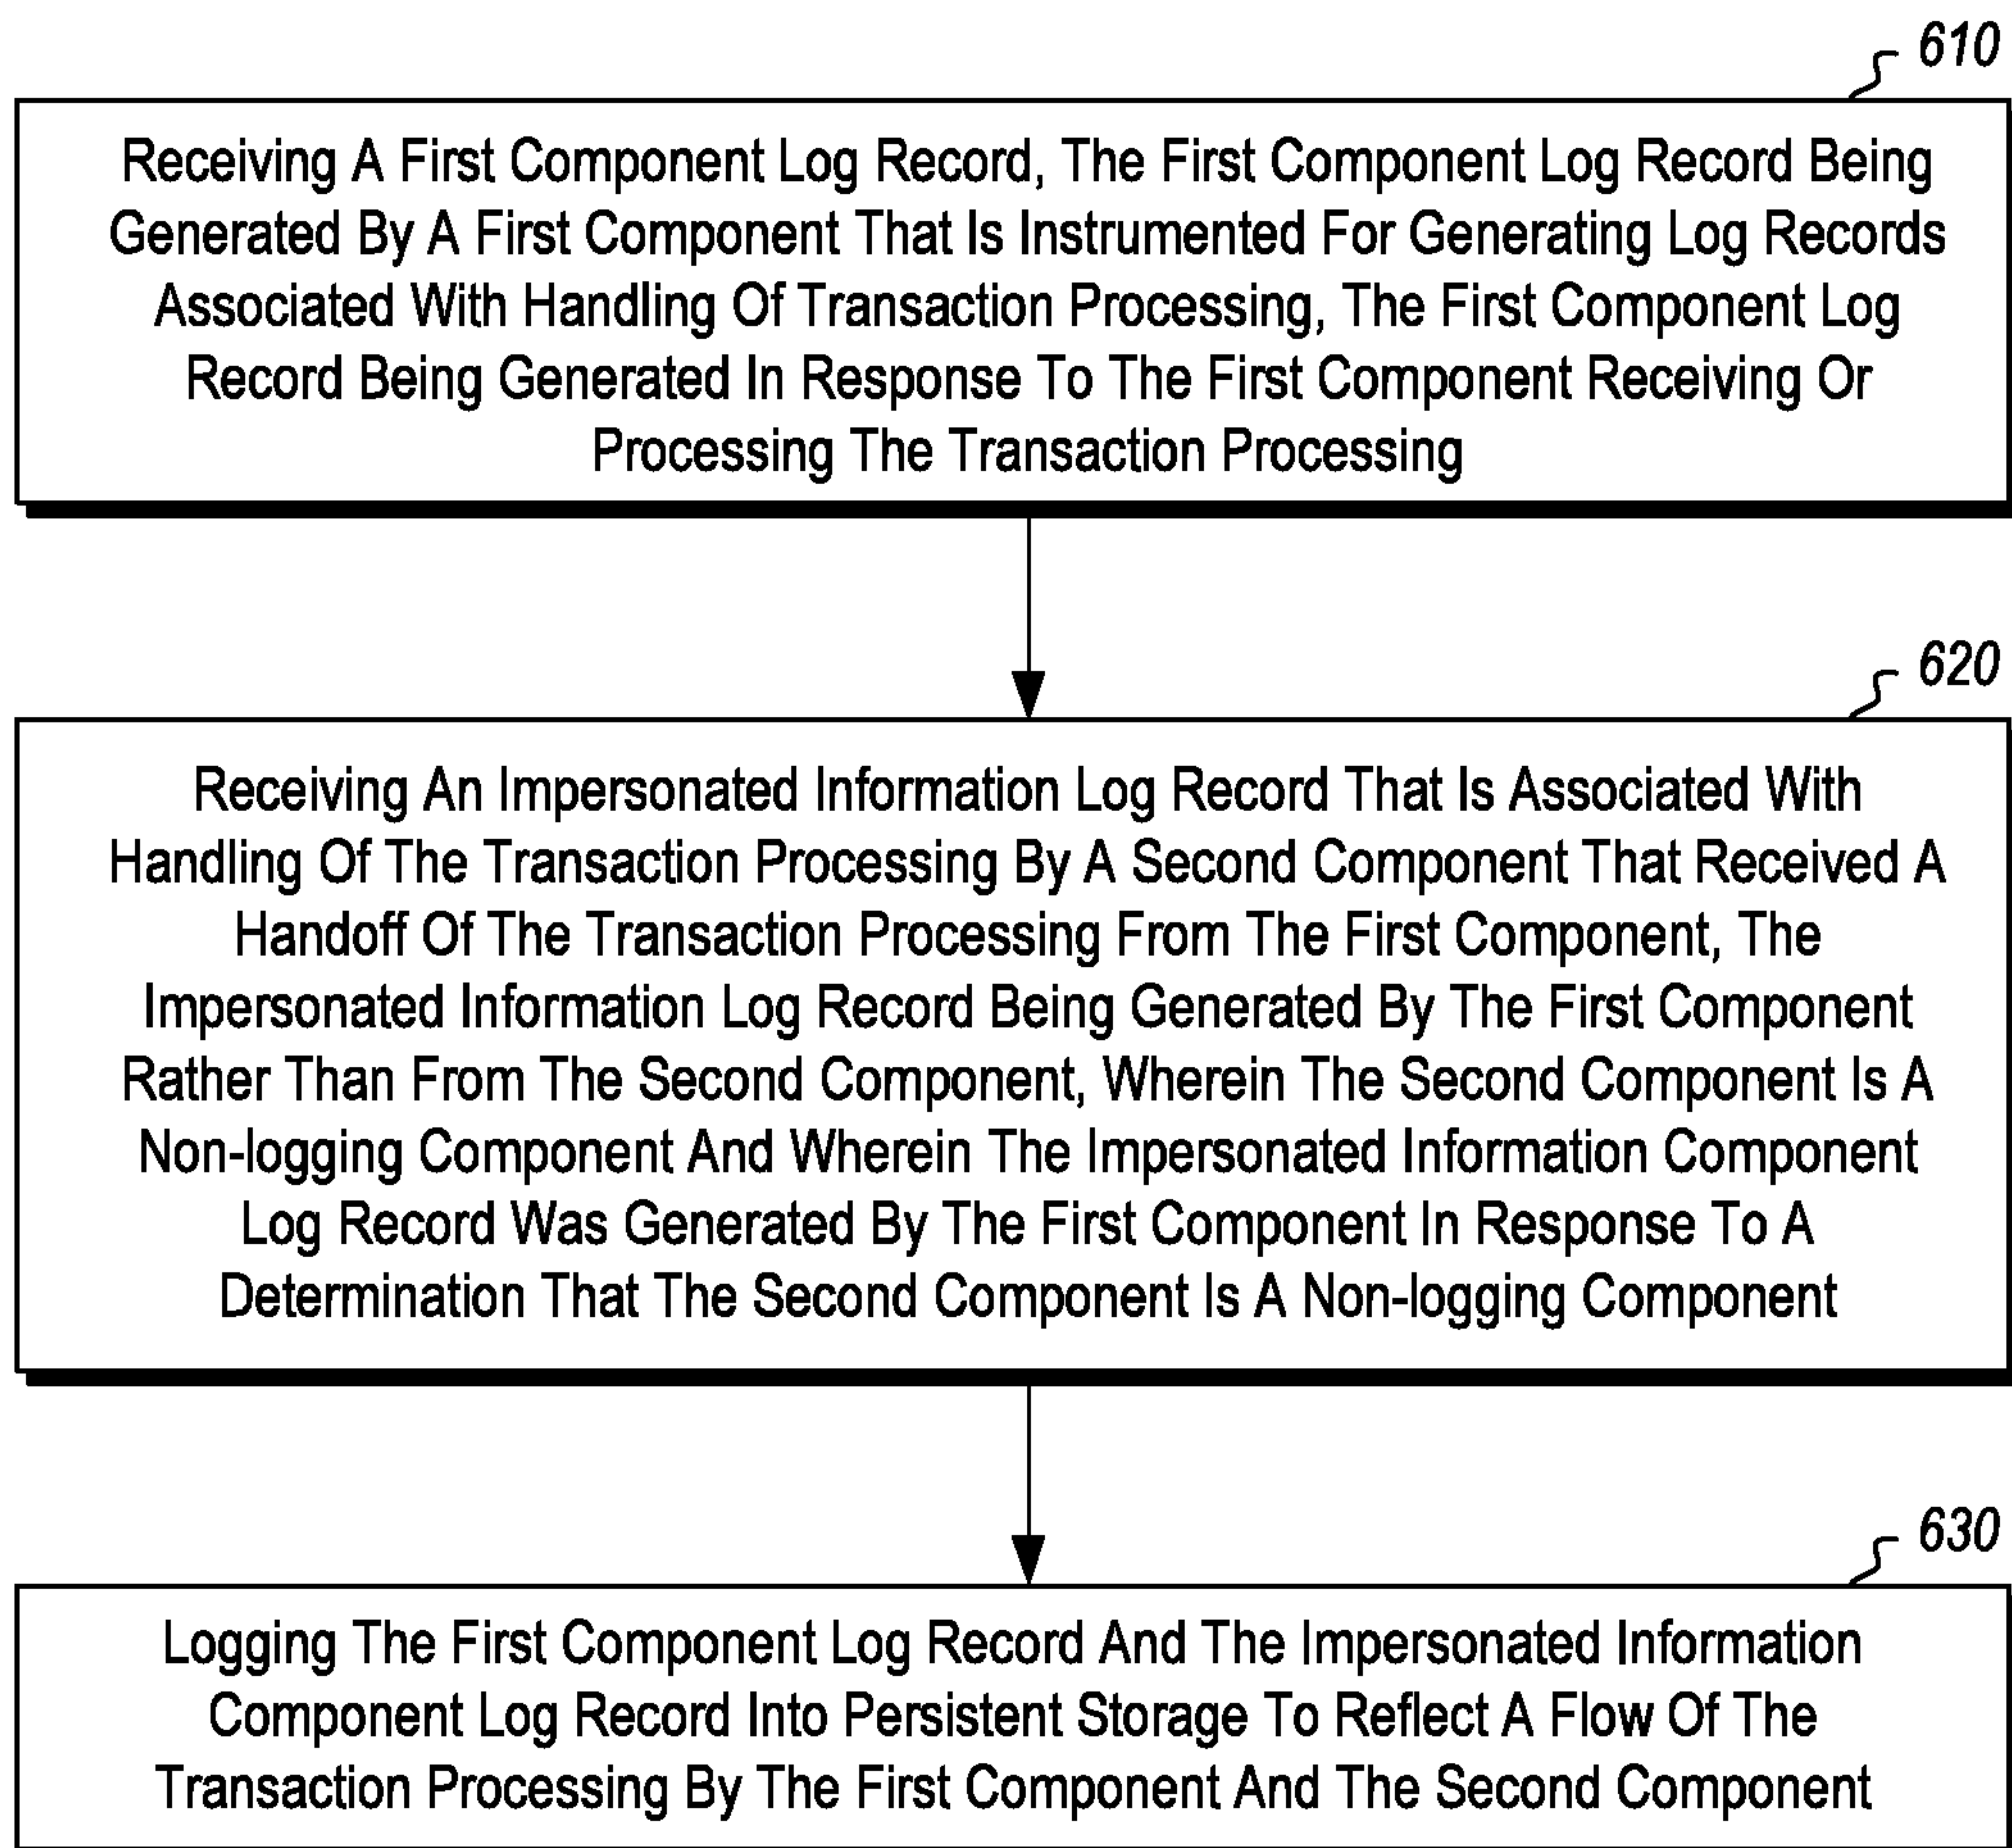 610
Receiving A First Component Log Record, The First Component Log Record Being
Generated By A First Component That Is Instrumented For Generating Log Records
Associated With Handling Of Transaction Processing, The First Component Log
Record Being Generated In Response To The First Component Receiving Or
Processing The Transaction Processing
620
Receiving An Impersonated Information Log Record That Is Associated With
Handling Of The Transaction Processing By A Second Component That Received A
Handoff Of The Transaction Processing From The First Component, The
Impersonated Information Log Record Being Generated By The First Component
Rather Than From The Second Component, Wherein The Second Component Is A
Non-logging Component And Wherein The Impersonated Information Component
Log Record Was Generated By The First Component In Response To A
Determination That The Second Component Is A Non-logging Component
630
Logging The First Component Log Record And The Impersonated Information
Component Log Record Into Persistent Storage To Reflect A Flow Of The
Transaction Processing By The First Component And The Second Component